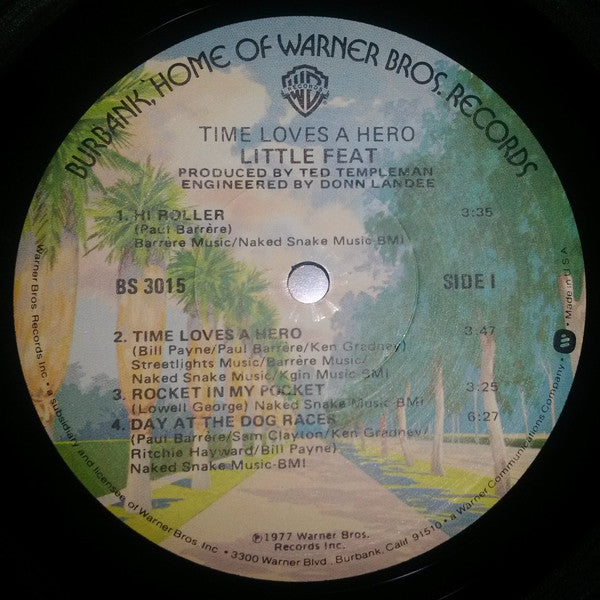 BURBANK, HOME OF WARNER BROS. RECORDS
WB
RECORDS
TIME LOVES A HERO
LITTLE FEAT
PRODUCED BY TED TEMPLEMAN
ENGINEERED BY DONN LANDEE
1. HI ROLLER 3:35
(Paul Barrère)
Barrère Music/Naked Snake Music-BMI
BS 3015 SIDE I
2. TIME LOVES A HERO 3:47
(Bill Payne/Paul Barrère/Ken Gradney)
Streetlights Music/Barrère Music/
Naked Snake Music/Kgin Music-BMI
3. ROCKET IN MY POCKET 3:25
(Lowell George) Naked Snake Music-BMI
4. DAY AT THE DOG RACES 6:27
(Paul Barrère/Sam Clayton/Ken Gradney/
Ritchie Hayward/Bill Payne)
Naked Snake Music-BMI
℗1977 Warner Bros.
Records Inc.
Warner Bros. Records Inc. • a subsidiary and licensee of Warner Bros. Inc. • 3300 Warner Blvd., Burbank, Calif. 91510 • a Warner Communications Company • Made in U.S.A.